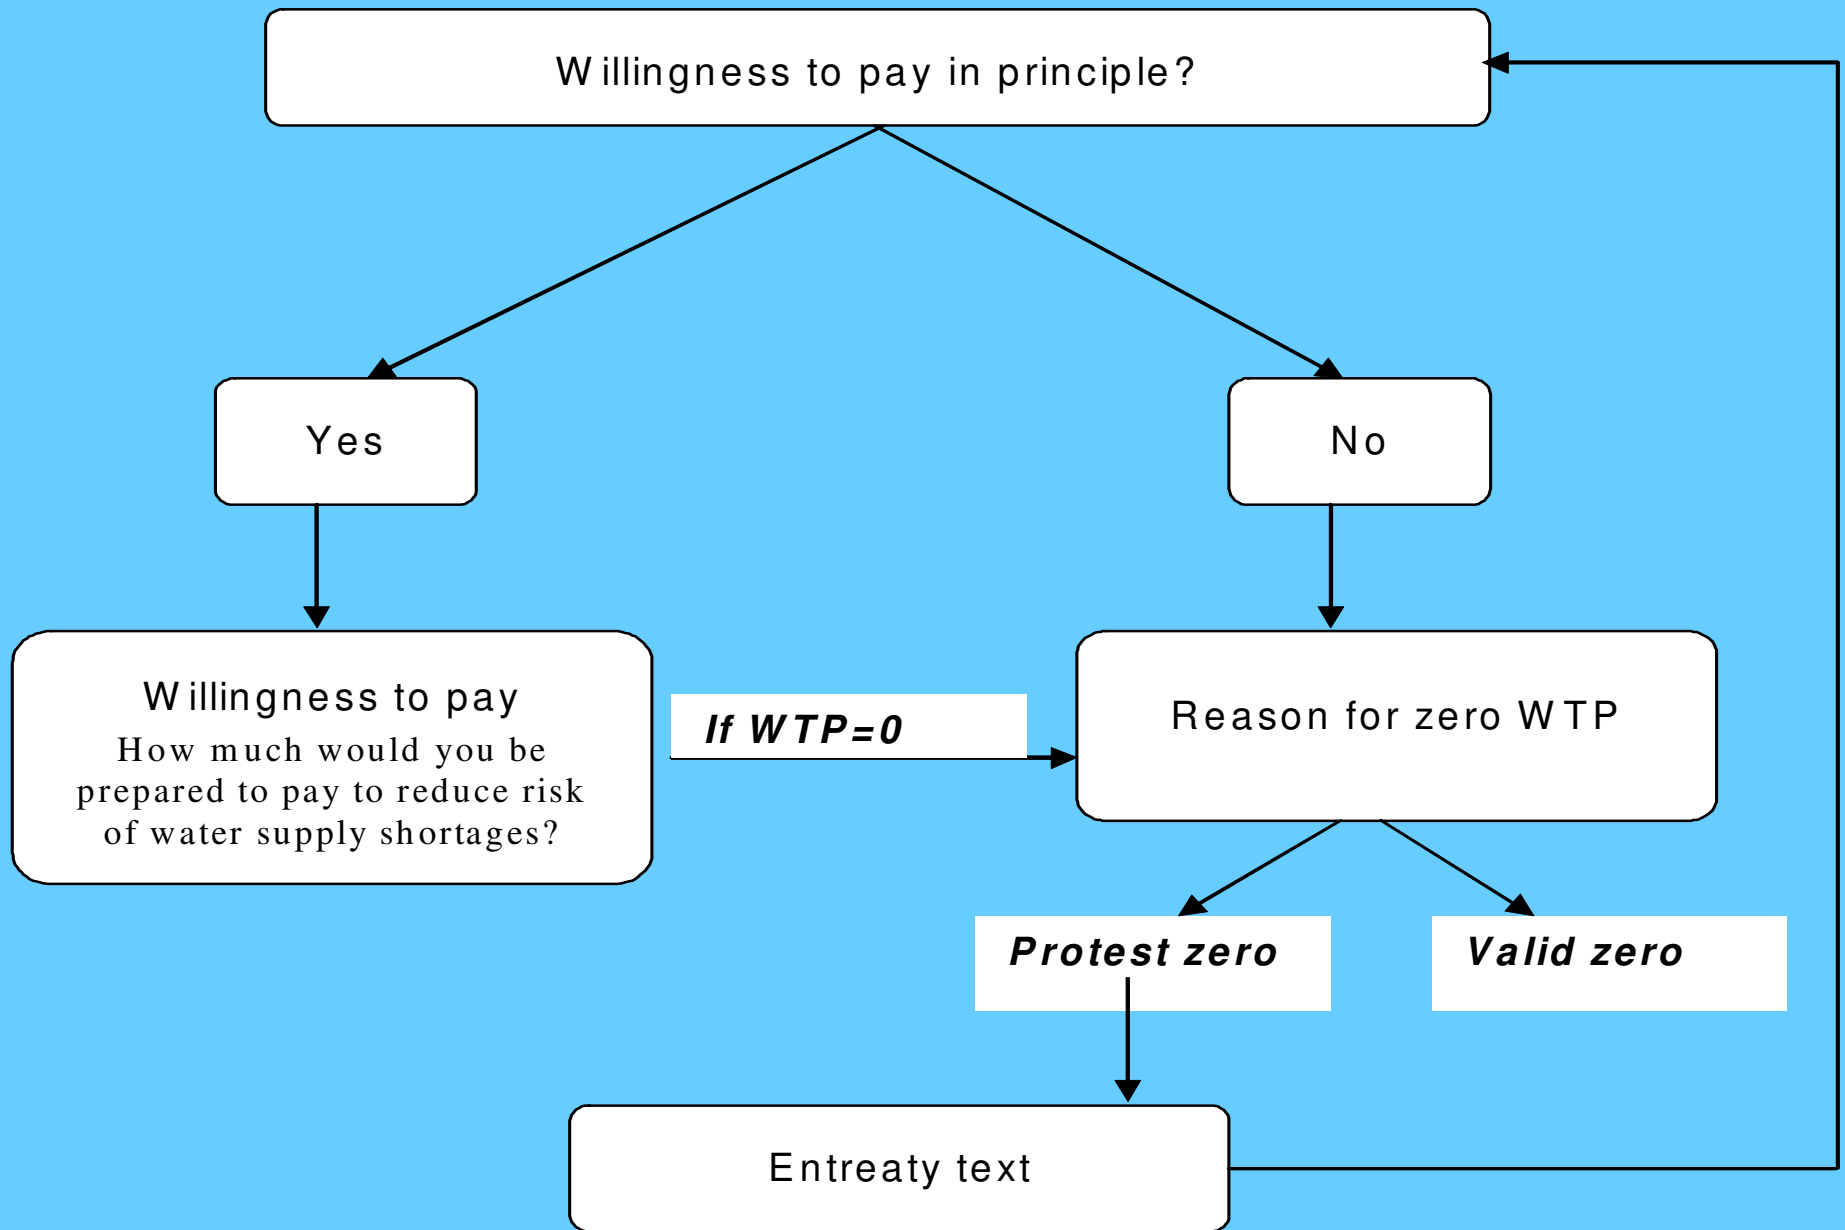 Willingness to pay in principle?
Yes
No
Willingness to pay
How much would you be
prepared to pay to reduce risk
of water supply shortages?
If WTP=0
Reason for zero WTP
Protest zero
Valid zero
Entreaty text